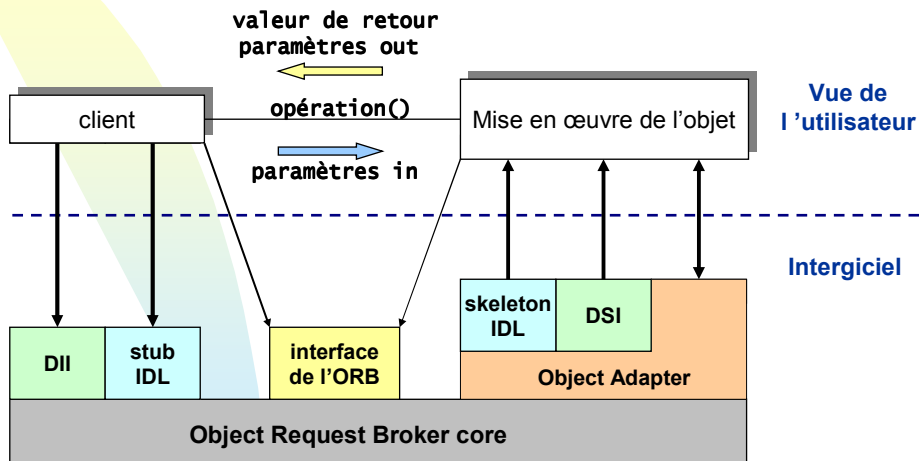 valeur de retour
paramètres out
client
opération()
Mise en œuvre de l’objet
Vue de
l ’utilisateur
paramètres in
Intergiciel
skeleton
IDL
DSI
DII
stub
IDL
interface
de l’ORB
Object Adapter
Object Request Broker core